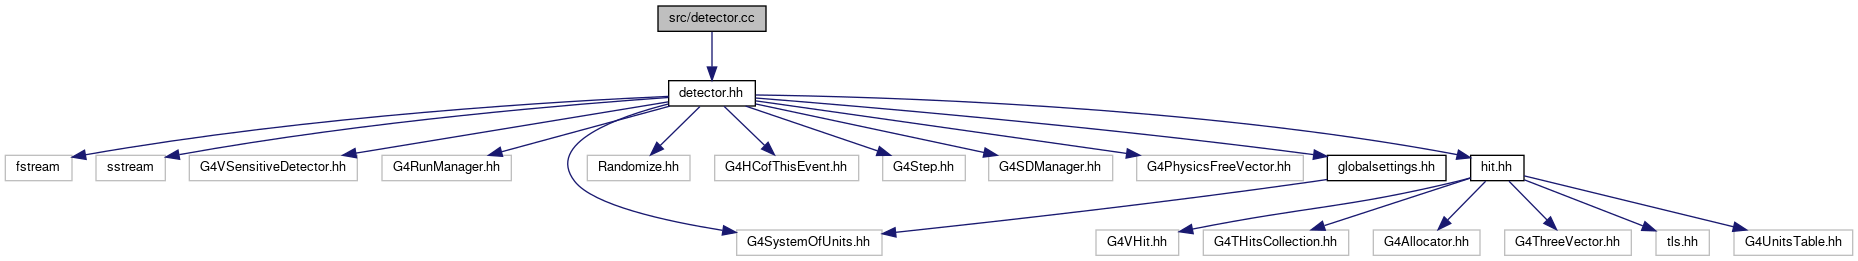 src/detector.cc
detector.hh
fstream
sstream
G4VSensitiveDetector.hh
G4RunManager.hh
Randomize.hh
G4HCofThisEvent.hh
G4Step.hh
G4SDManager.hh
G4PhysicsFreeVector.hh
globalsettings.hh
hit.hh
G4SystemOfUnits.hh
G4VHit.hh
G4THitsCollection.hh
G4Allocator.hh
G4ThreeVector.hh
tls.hh
G4UnitsTable.hh